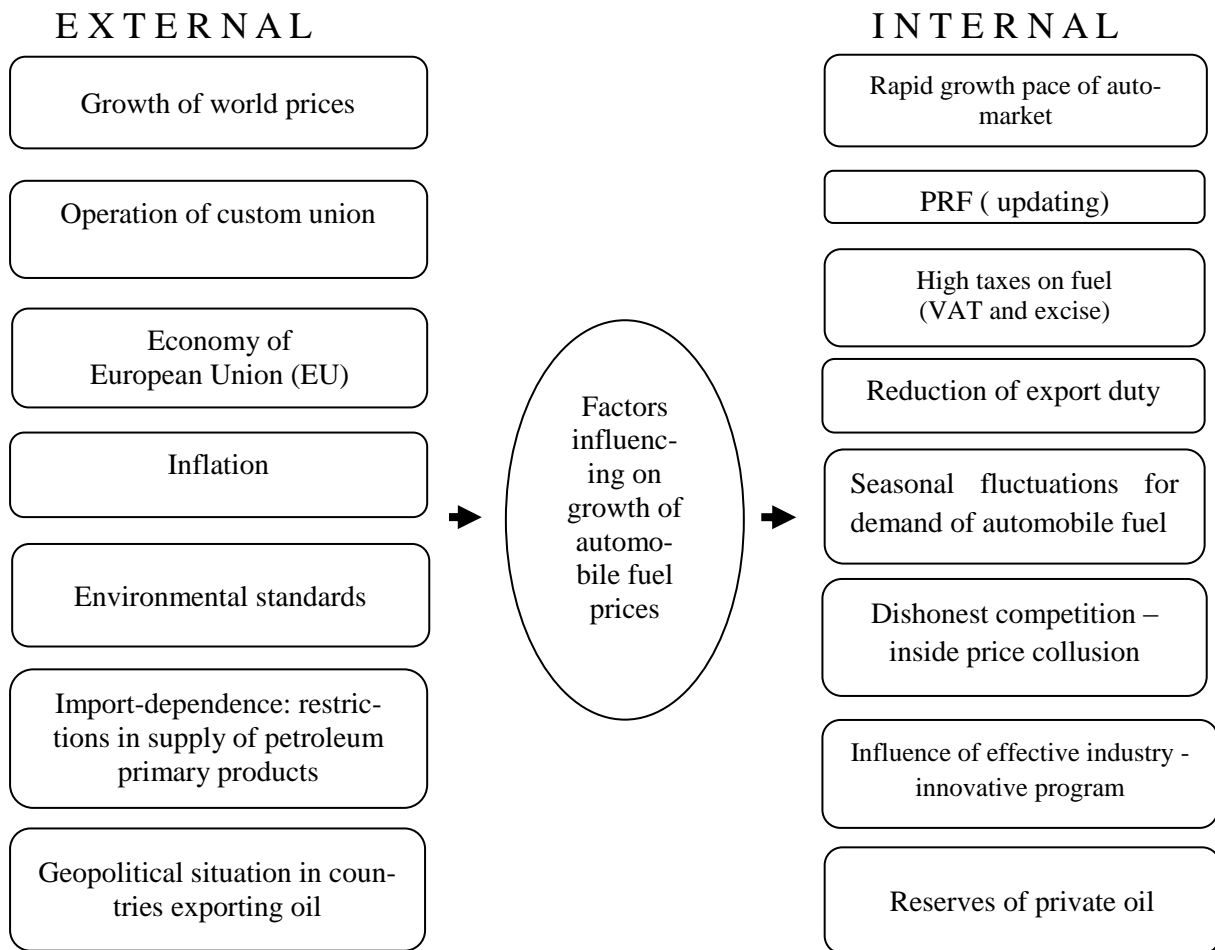 EXTERNAL
Growth of world prices
Operation of custom union
Economy of
European Union (EU)
Inflation
Environmental standards
Import-dependence: restric-
tions in supply of petroleum
primary products
Geopolitical situation in coun-
tries exporting oil
Factors
influenc-
ing on
growth of
automo-
bile fuel
prices
INTERNAL
Rapid growth pace of auto-
market
PRF ( updating)
High taxes on fuel
(VAT and excise)
Reduction of export duty
Seasonal fluctuations for
demand of automobile fuel
Dishonest competition –
inside price collusion
Influence of effective industry -
innovative program
Reserves of private oil